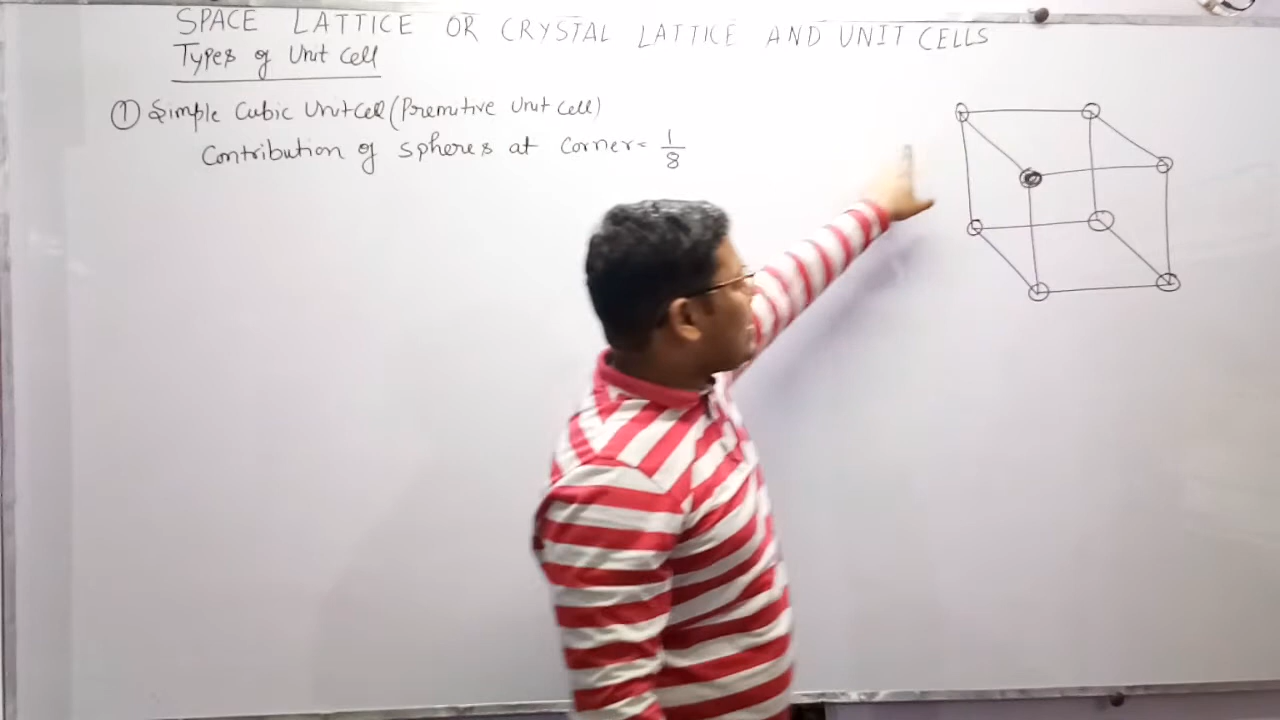 SPACE LATTICE OR CRYSTAL LATTICE AND UNIT CELLS
Types of Unit Cell
① Simple Cubic Unit Cell (Premitive Unit Cell)
Contribution of spheres at corner = 1/8